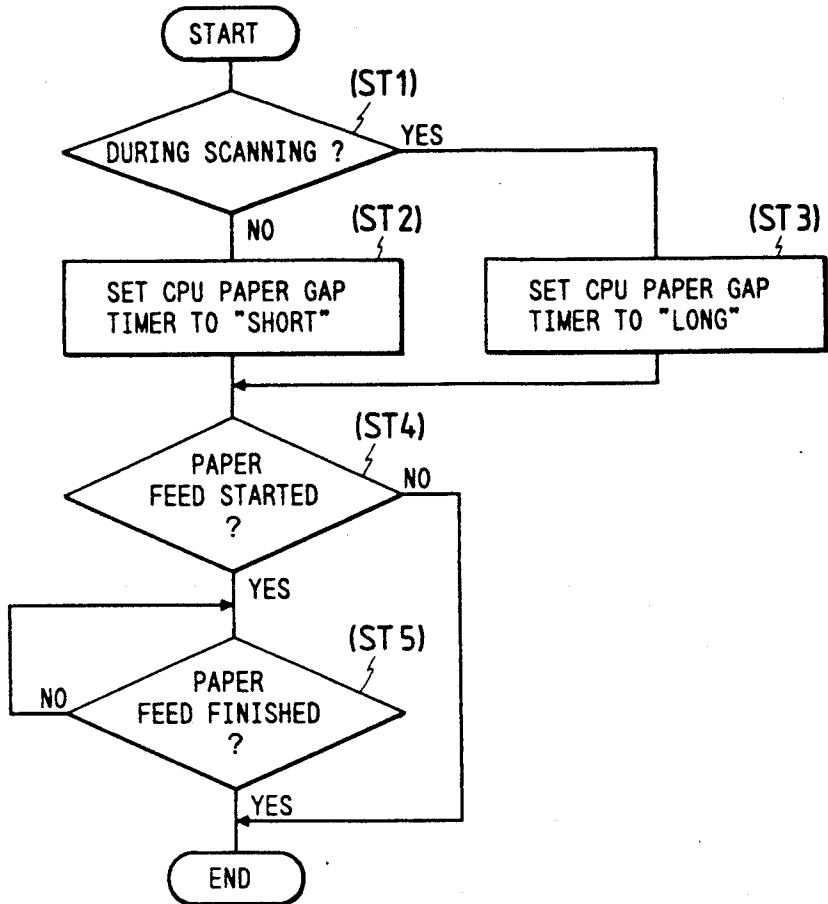 START
(ST1)
DURING SCANNING ?
YES
NO
(ST2)
SET CPU PAPER GAP
TIMER TO "SHORT"
(ST3)
SET CPU PAPER GAP
TIMER TO "LONG"
(ST4)
PAPER
FEED STARTED
?
NO
YES
(ST5)
PAPER
FEED FINISHED
?
NO
YES
END